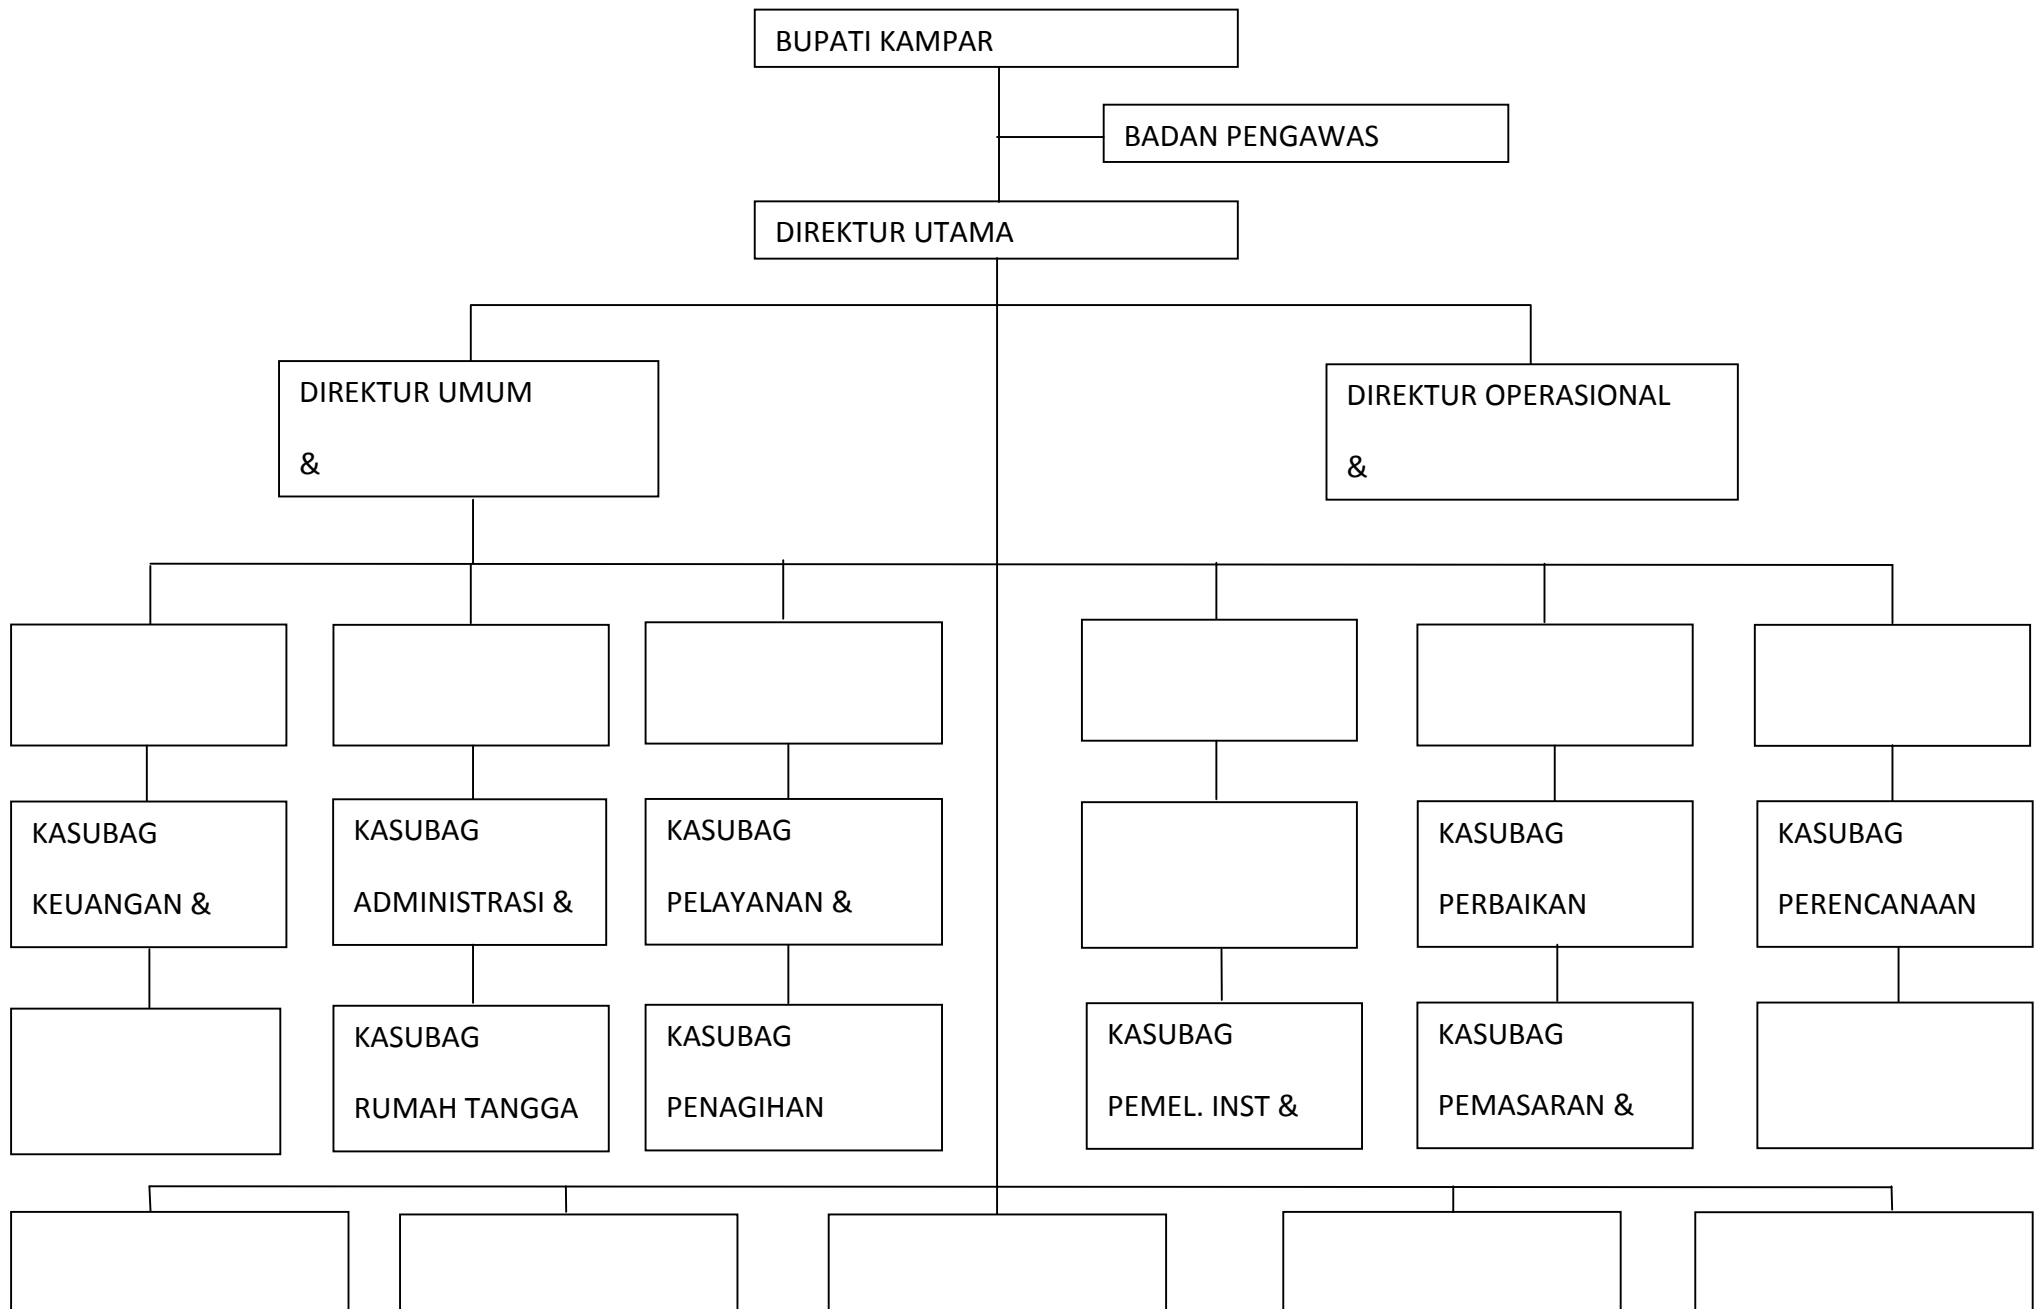 BUPATI KAMPAR
BADAN PENGAWAS
DIREKTUR UTAMA
DIREKTUR UMUM
&
DIREKTUR OPERASIONAL
&
KASUBAG
KEUANGAN &
KASUBAG
ADMINISTRASI &
KASUBAG
PELAYANAN &
KASUBAG
PERBAIKAN
KASUBAG
PERENCANAAN
KASUBAG
RUMAH TANGGA
KASUBAG
PENAGIHAN
KASUBAG
PEMEL. INST &
KASUBAG
PEMASARAN &